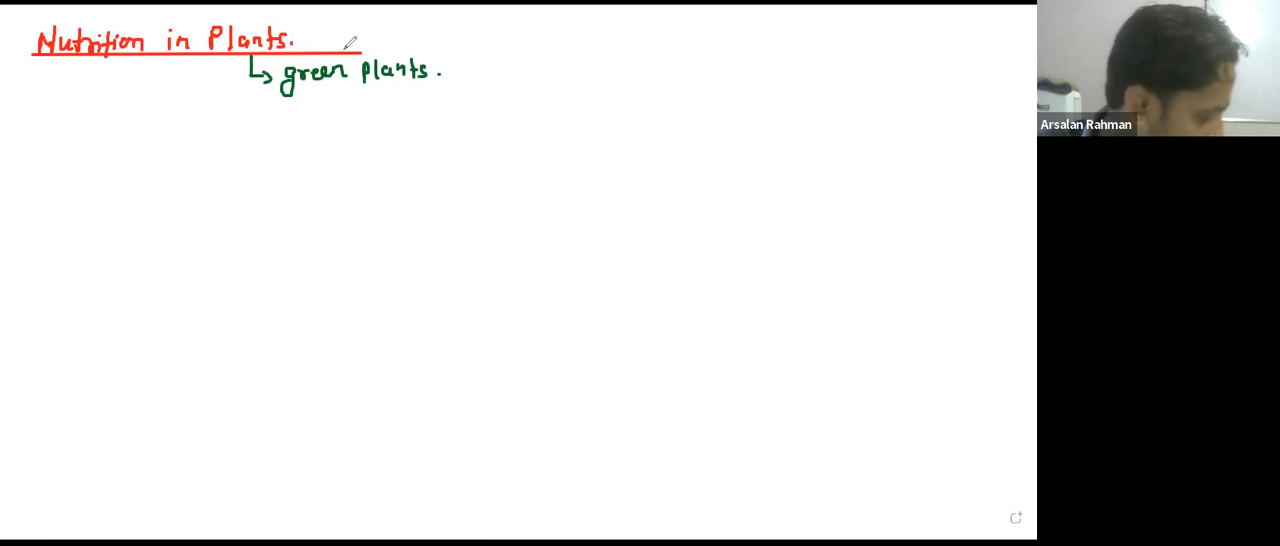 Nutrition in Plants.
↳ green plants.
Arsalan Rahman